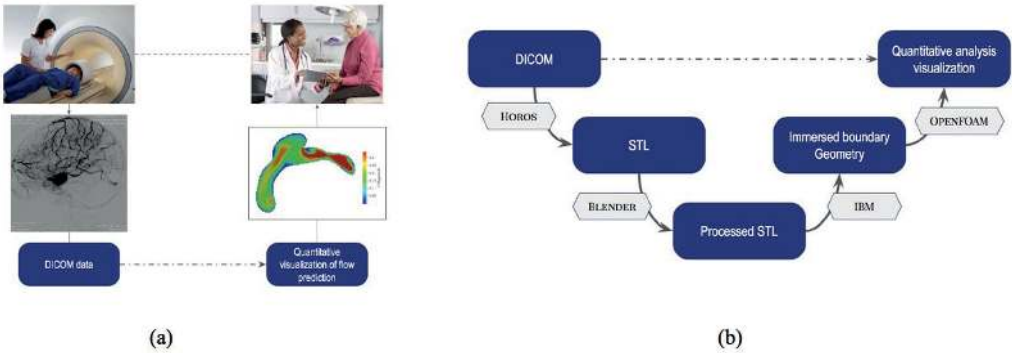 DICOM data
Quantitative
visualization of flow
prediction
(a)
DICOM
HOROS
STL
BLENDER
Processed STL
IBM
Immersed boundary
Geometry
OPENFOAM
Quantitative analysis
visualization
(b)